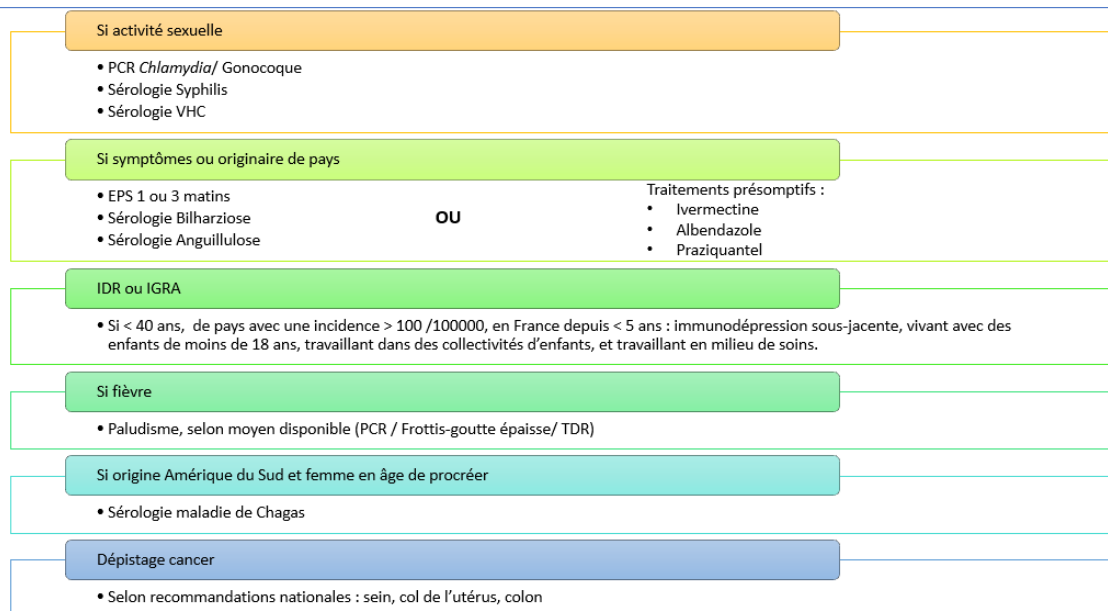 Si activité sexuelle
• PCR Chlamydia/ Gonocoque
• Sérologie Syphilis
• Sérologie VHC
Si symptômes ou originaire de pays
• EPS 1 ou 3 matins
• Sérologie Bilharziose
• Sérologie Anguillulose
OU
Traitements présomptifs :
• Ivermectine
• Albendazole
• Praziquantel
IDR ou IGRA
• Si < 40 ans, de pays avec une incidence > 100 /100000, en France depuis < 5 ans : immunodépression sous-jacente, vivant avec des
enfants de moins de 18 ans, travaillant dans des collectivités d’enfants, et travaillant en milieu de soins.
Si fièvre
• Paludisme, selon moyen disponible (PCR / Frottis-goutte épaisse/ TDR)
Si origine Amérique du Sud et femme en âge de procréer
• Sérologie maladie de Chagas
Dépistage cancer
• Selon recommandations nationales : sein, col de l’utérus, colon